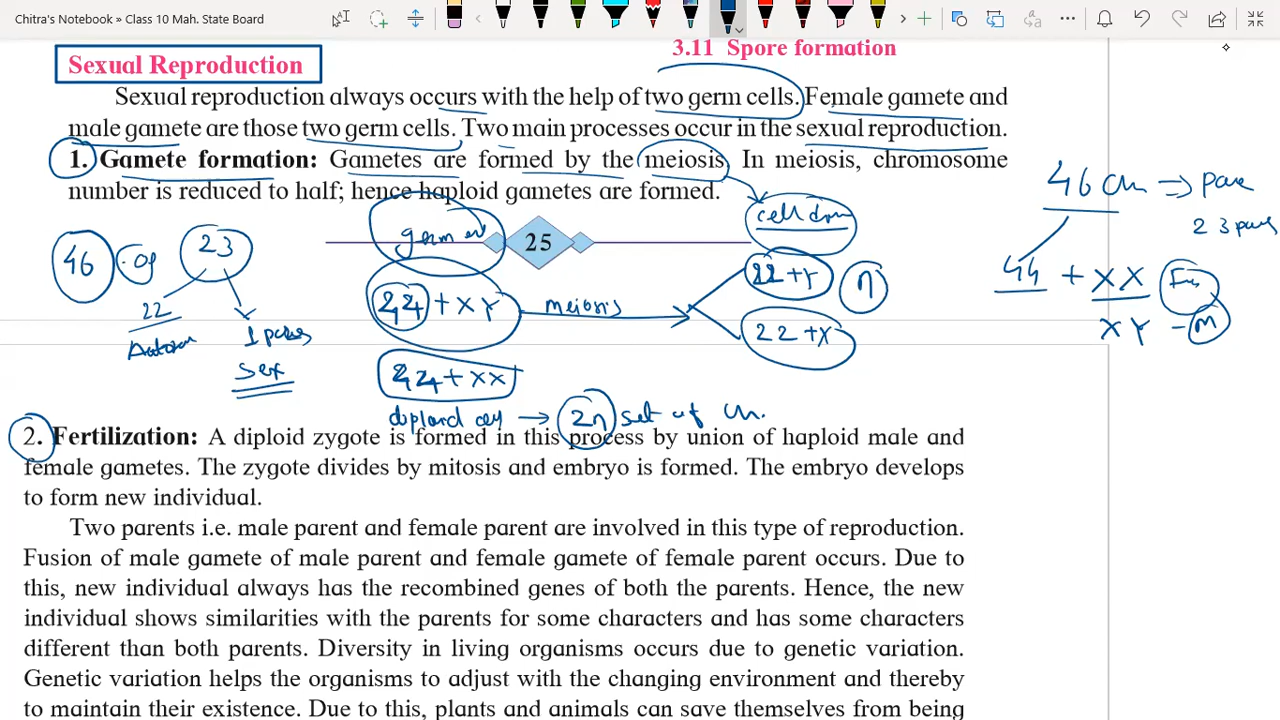 Chitra's Notebook » Class 10 Mah. State Board
3.11 Spore formation
Sexual Reproduction
Sexual reproduction always occurs with the help of two germ cells. Female gamete and
male gamete are those two germ cells. Two main processes occur in the sexual reproduction.
1. Gamete formation: Gametes are formed by the meiosis. In meiosis, chromosome
number is reduced to half; hence haploid gametes are formed.
46 23
22
1
sex
germ
25
44 + XY meiosis
44 + XX
2n set of
cell
22 + Y n
22 + X
46
23
44 + XX
XY - m
2. Fertilization: A diploid zygote is formed in this process by union of haploid male and
female gametes. The zygote divides by mitosis and embryo is formed. The embryo develops
to form new individual.
Two parents i.e. male parent and female parent are involved in this type of reproduction.
Fusion of male gamete of male parent and female gamete of female parent occurs. Due to
this, new individual always has the recombined genes of both the parents. Hence, the new
individual shows similarities with the parents for some characters and has some characters
different than both parents. Diversity in living organisms occurs due to genetic variation.
Genetic variation helps the organisms to adjust with the changing environment and thereby
to maintain their existence. Due to this, plants and animals can save themselves from being